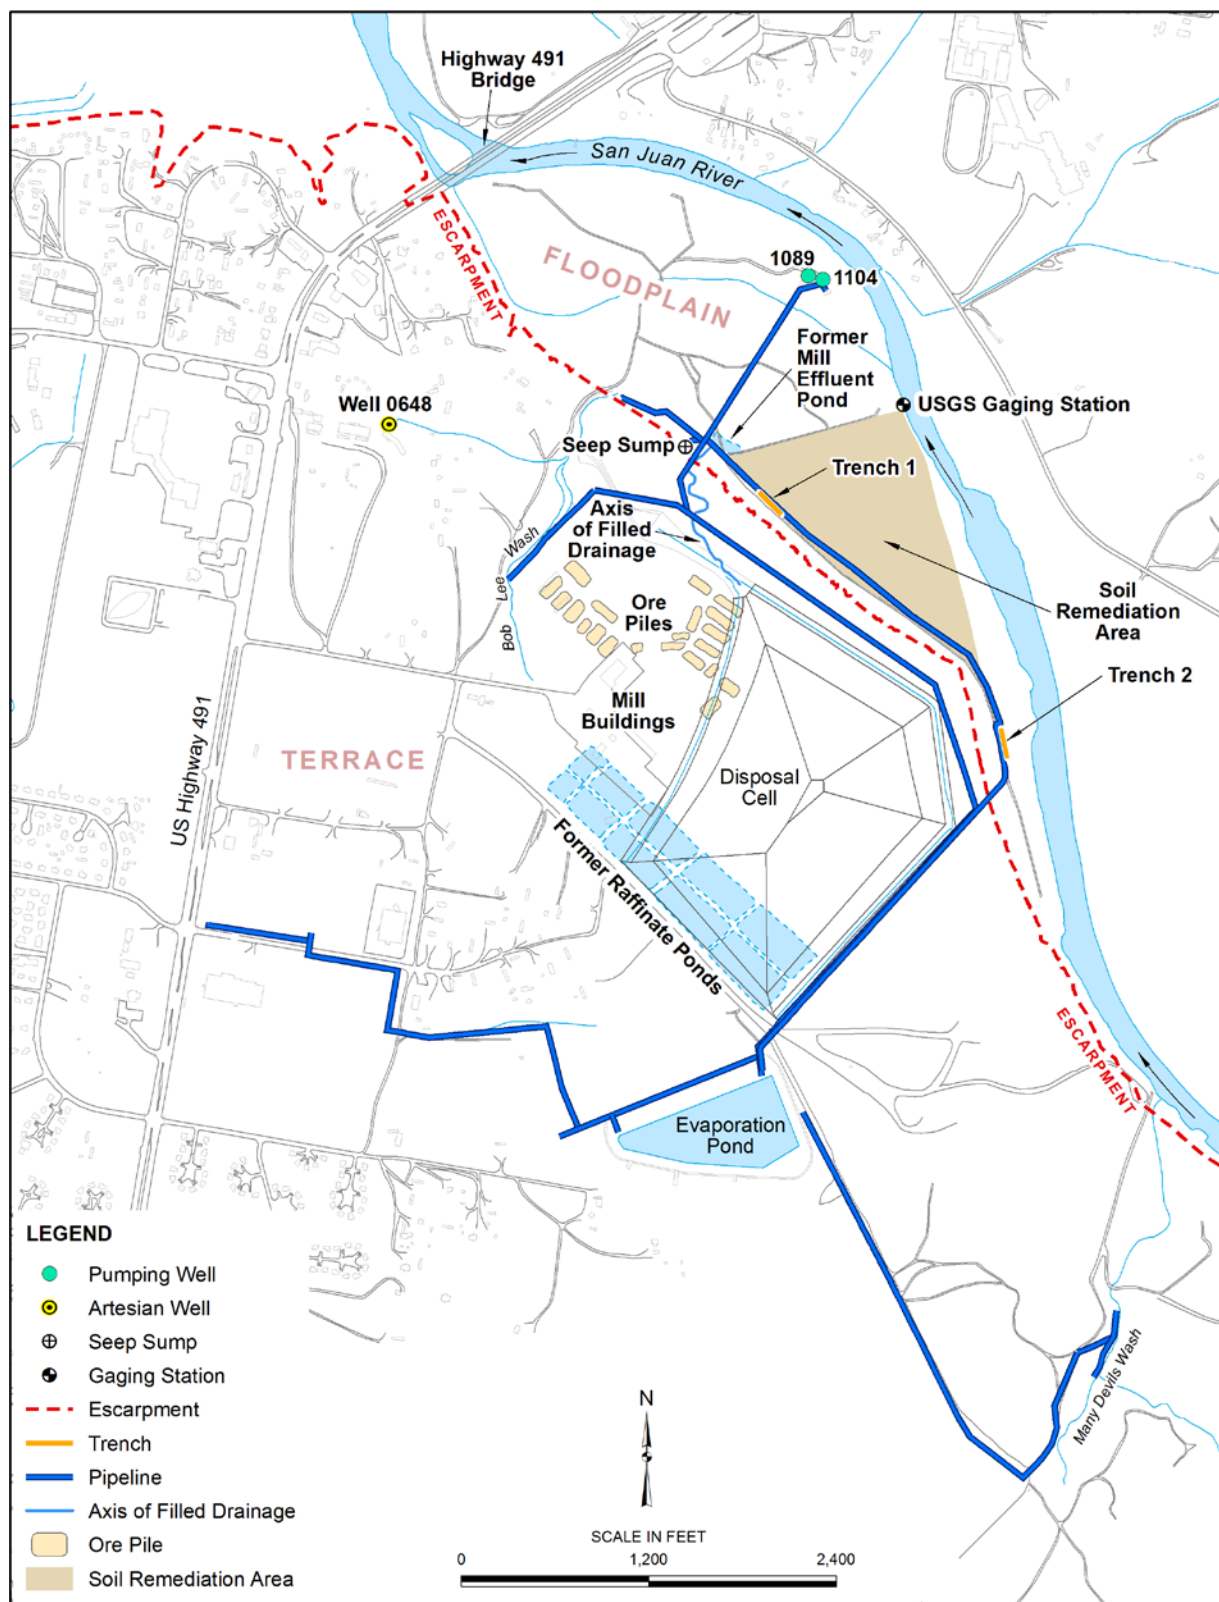 Highway 491
Bridge
San Juan River
ESCARPMENT
FLOODPLAIN
1089
1104
Former
Mill
Effluent
Pond
Well 0648
USGS Gaging Station
Seep Sump
Trench 1
Axis
of Filled
Drainage
Bob Lee Wash
Ore
Piles
Soil
Remediation
Area
Trench 2
Mill
Buildings
US Highway 491
TERRACE
Disposal
Cell
Former Raffinate Ponds
ESCARPMENT
Evaporation
Pond
Many Devils Wash
LEGEND
Pumping Well
Artesian Well
Seep Sump
Gaging Station
Escarpment
Trench
Pipeline
Axis of Filled Drainage
Ore Pile
Soil Remediation Area
N
SCALE IN FEET
0 1,200 2,400